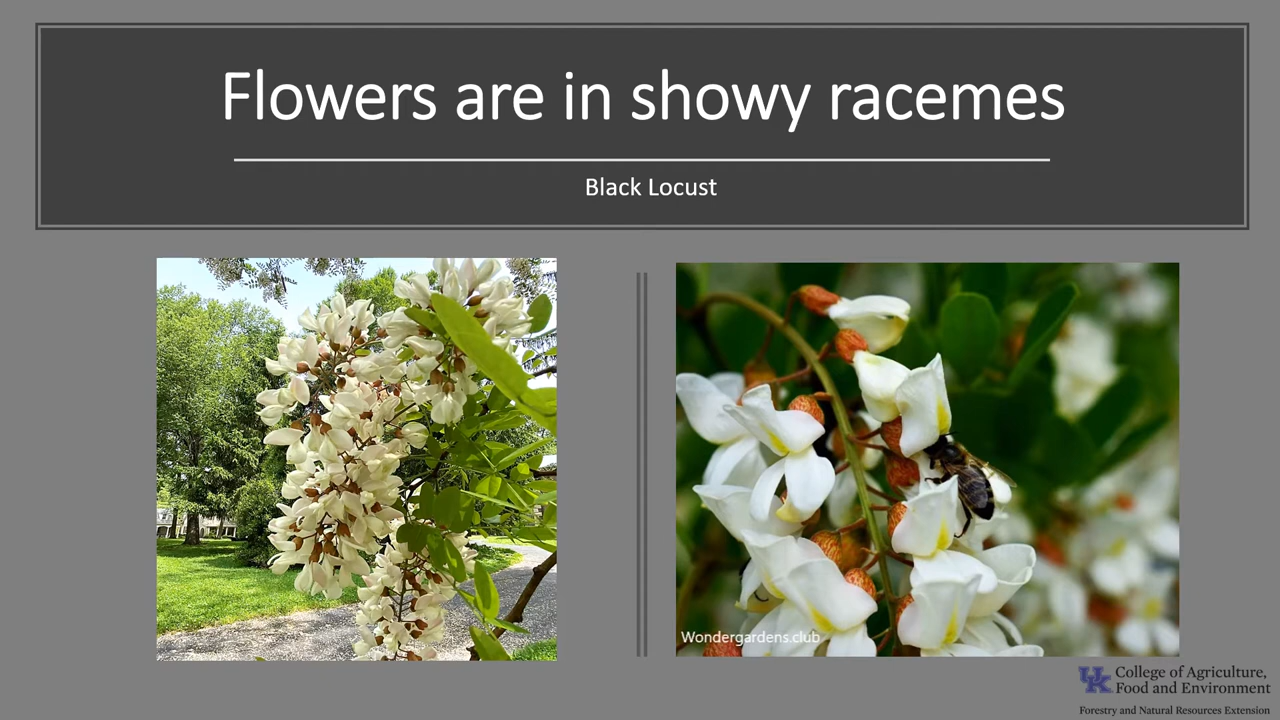 Flowers are in showy racemes
Black Locust
Wondergardens.club
UK College of Agriculture,
Food and Environment
Forestry and Natural Resources Extension